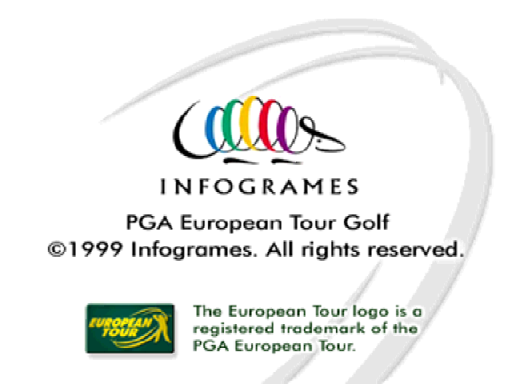 INFOGRAMES
PGA European Tour Golf
©1999 Infogrames. All rights reserved.
EUROPEAN
TOUR
The European Tour logo is a
registered trademark of the
PGA European Tour.